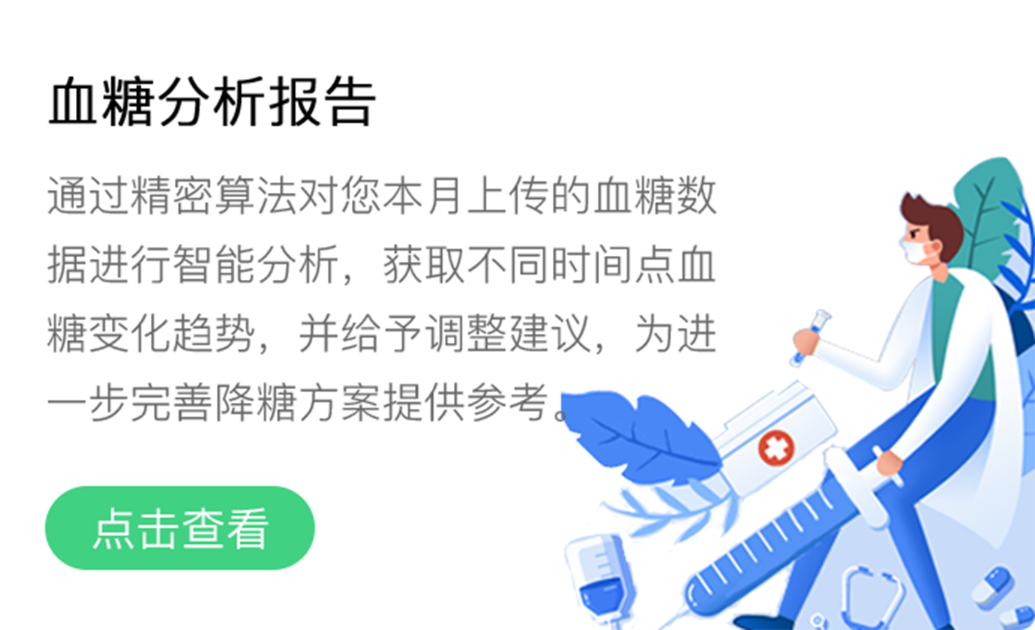 血糖分析报告
通过精密算法对您本月上传的血糖数
据进行智能分析，获取不同时间点血
糖变化趋势，并给予调整建议，为进
一步完善降糖方案提供参考。
点击查看